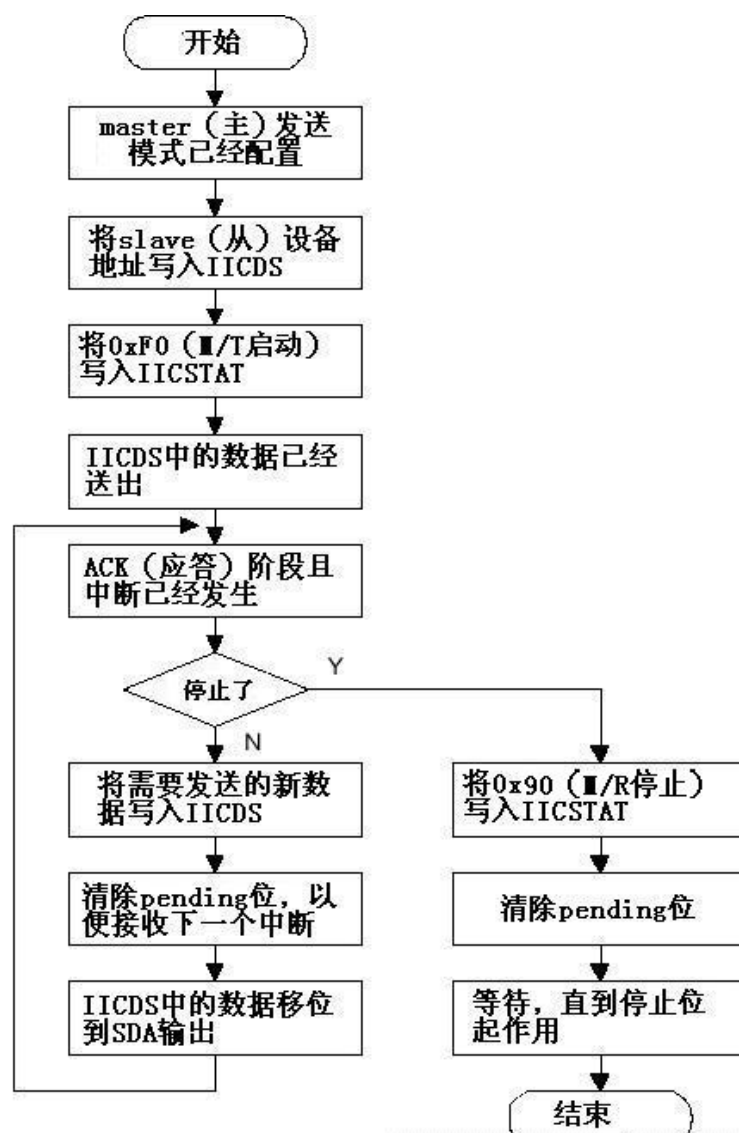 开始
master（主）发送
模式已经配置
将slave（从）设备
地址写入IICDS
将0xF0（M/T启动）
写入IICSTAT
IICDS中的数据已经
送出
ACK（应答）阶段且
中断已经发生
停止了
Y
N
将需要发送的新数
据写入IICDS
清除pending位，以
便接收下一个中断
IICDS中的数据移位
到SDA输出
将0x90（M/R停止）
写入IICSTAT
清除pending位
等待，直到停止位
起作用
结束